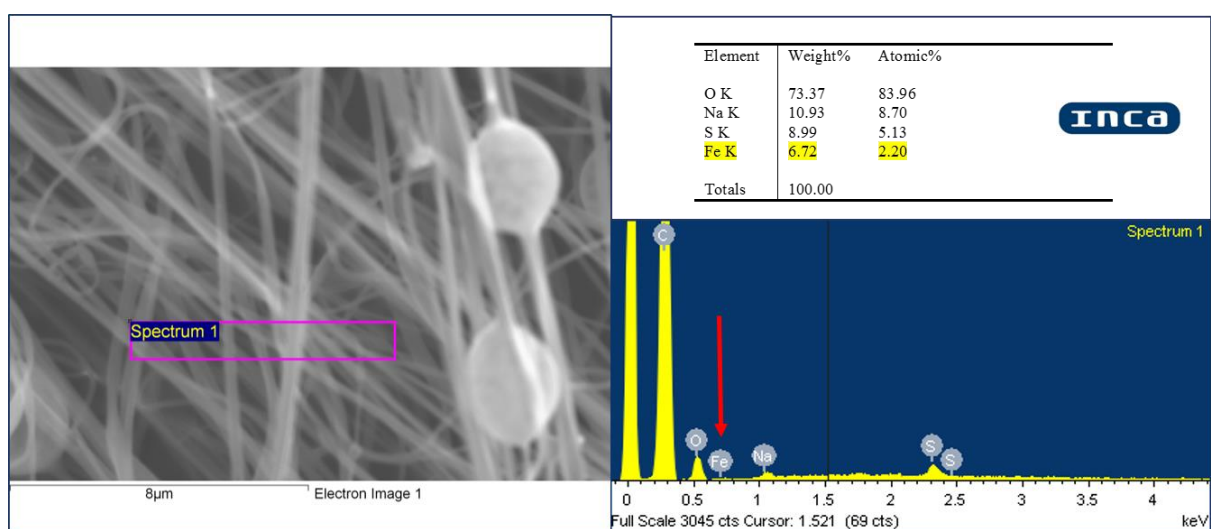 Spectrum 1
8µm
Electron Image 1
Element Weight% Atomic%
O K 73.37 83.96
Na K 10.93 8.70
S K 8.99 5.13
Fe K 6.72 2.20
Totals 100.00
INCA
Spectrum 1
C
O
Fe
Na
S
S
0 0.5 1 1.5 2 2.5 3 3.5 4
Full Scale 3045 cts Cursor: 1.521 (69 cts) keV